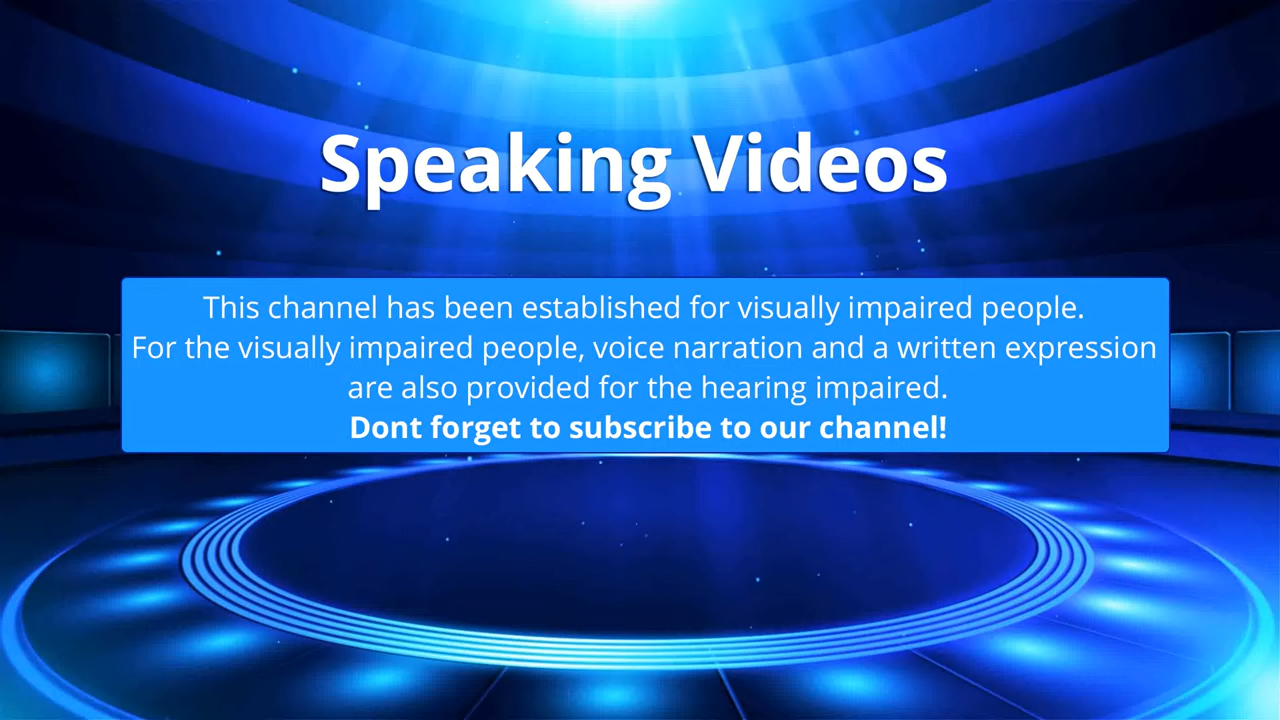 Speaking Videos
This channel has been established for visually impaired people.
For the visually impaired people, voice narration and a written expression
are also provided for the hearing impaired.
Dont forget to subscribe to our channel!